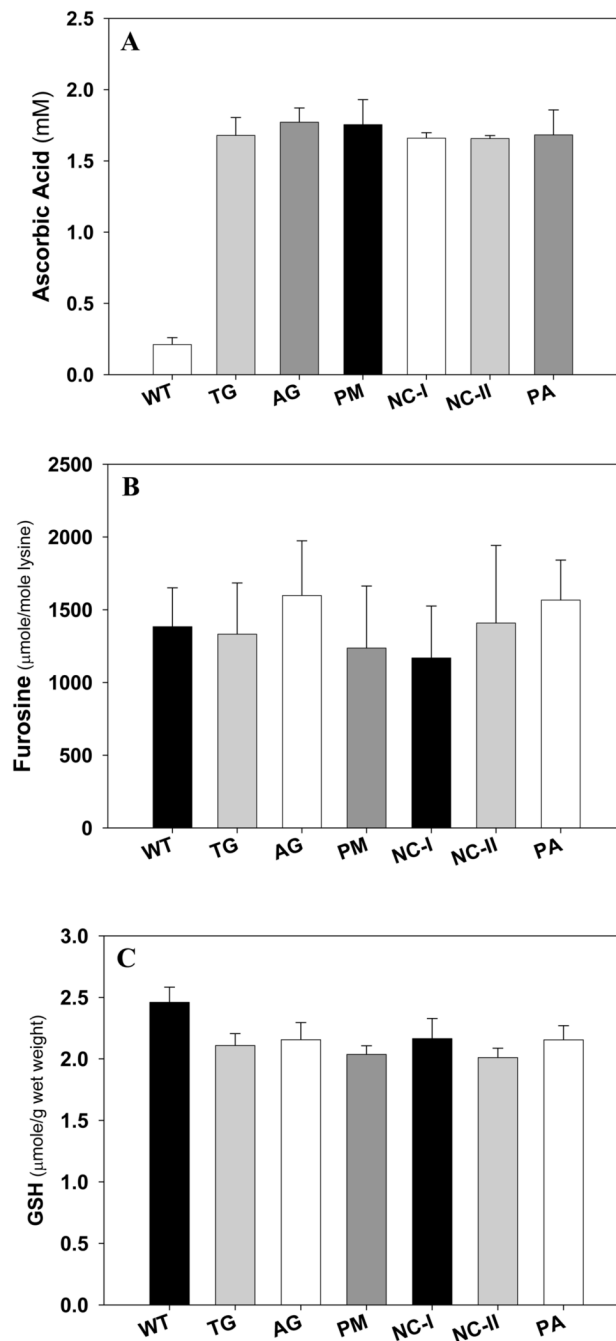 A
Ascorbic Acid (mM)
2.5
2.0
1.5
1.0
0.5
0.0
WT TG AG PM NC-I NC-II PA
B
Furosine (μmole/mole lysine)
2500
2000
1500
1000
500
0
WT TG AG PM NC-I NC-II PA
C
GSH (μmole/g wet weight)
3.0
2.5
2.0
1.5
1.0
0.5
0.0
WT TG AG PM NC-I NC-II PA